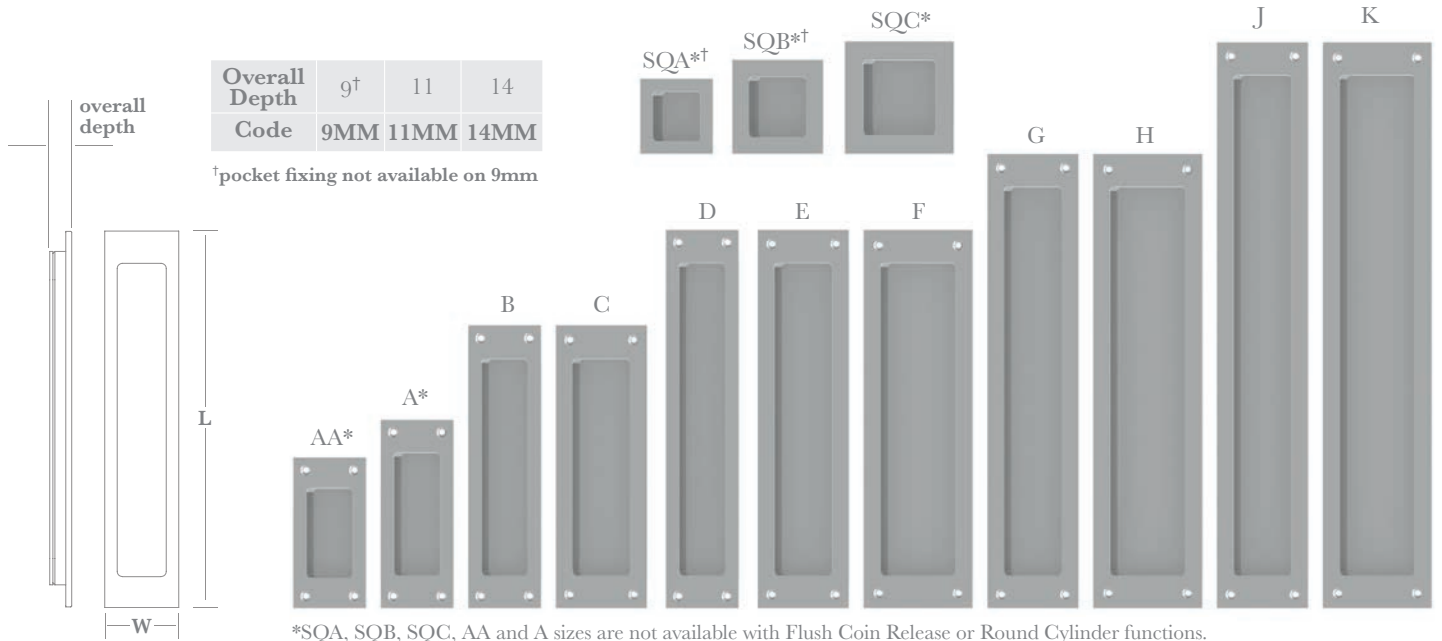 overall
depth
Overall Depth 9† 11 14
Code 9MM 11MM 14MM
†pocket fixing not available on 9mm
L
W
SQA*†
SQB*†
SQC*
AA*
A*
B
C
D
E
F
G
H
J
K
*SQA, SQB, SQC, AA and A sizes are not available with Flush Coin Release or Round Cylinder functions.